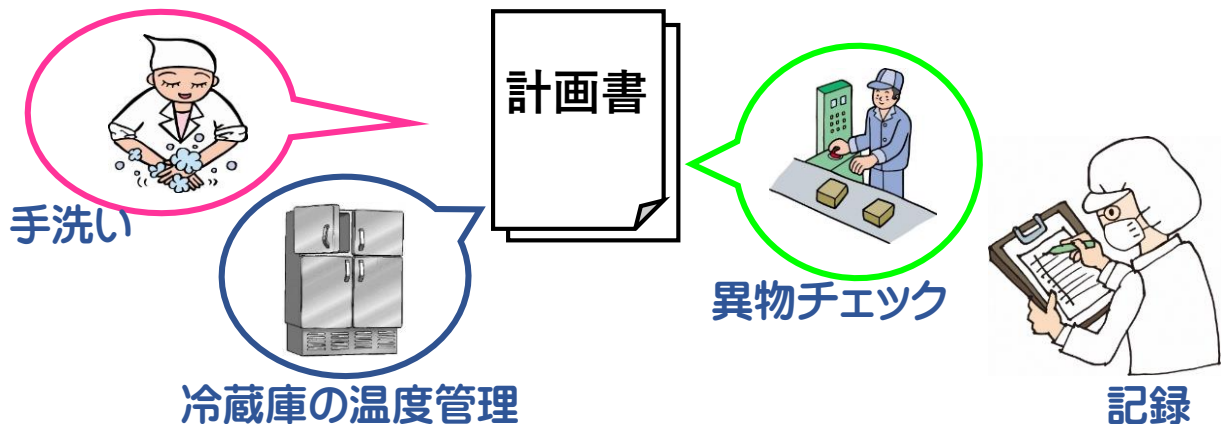 計画書
手洗い
異物チェック
冷蔵庫の温度管理
記録